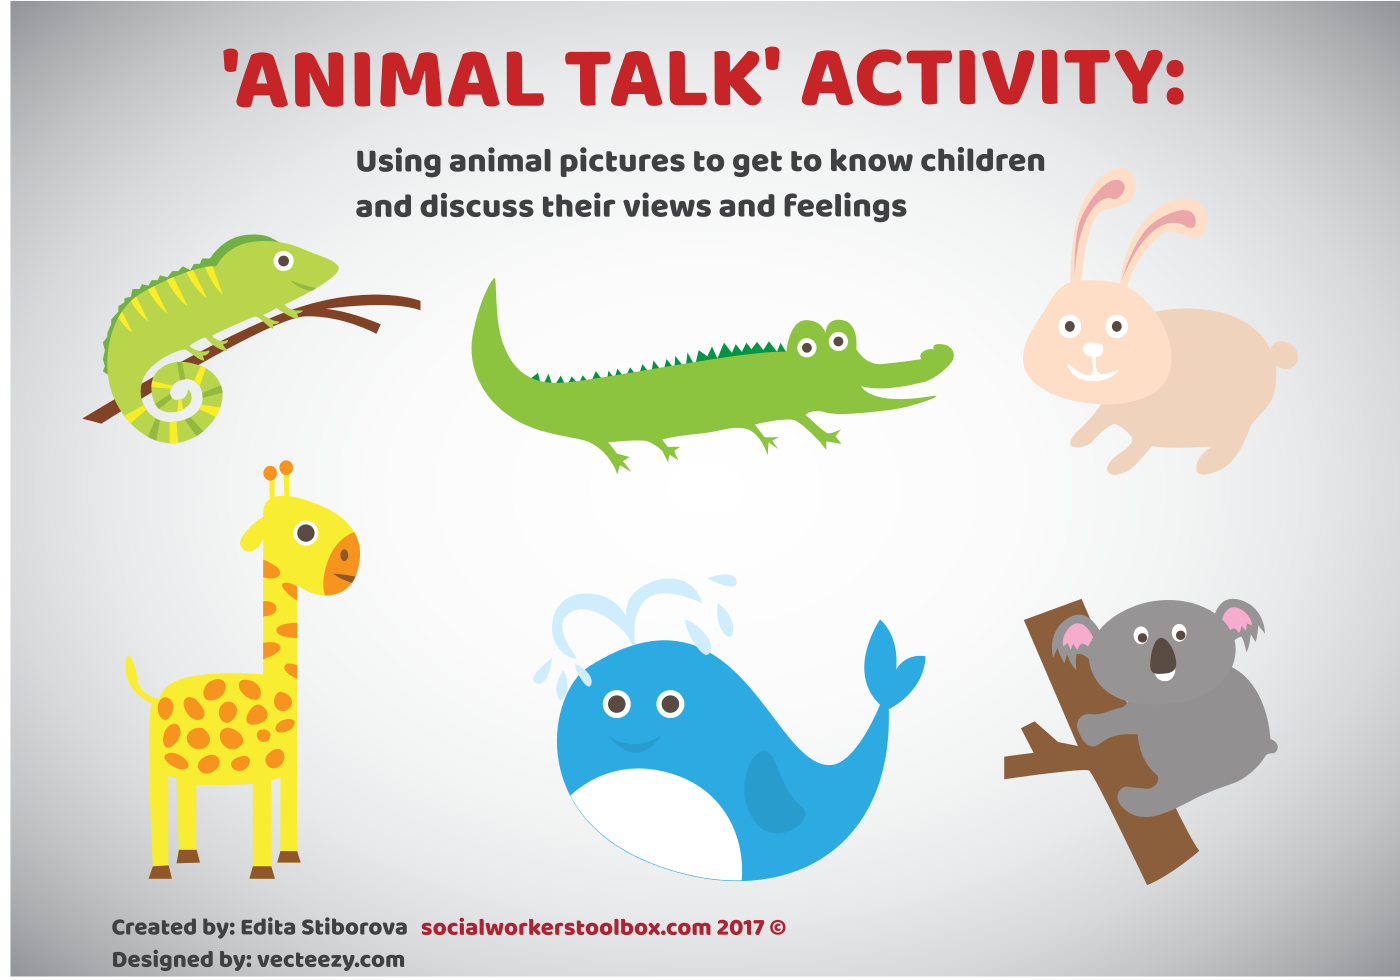 'ANIMAL TALK' ACTIVITY:
Using animal pictures to get to know children
and discuss their views and feelings
Created by: Edita Stiborova socialworkerstoolbox.com 2017 ©
Designed by: vecteezy.com